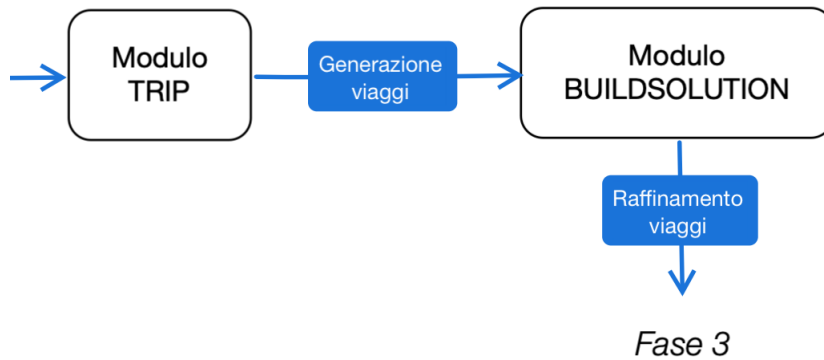 Modulo
TRIP
Generazione
viaggi
Modulo
BUILDSOLUTION
Raffinamento
viaggi
Fase 3